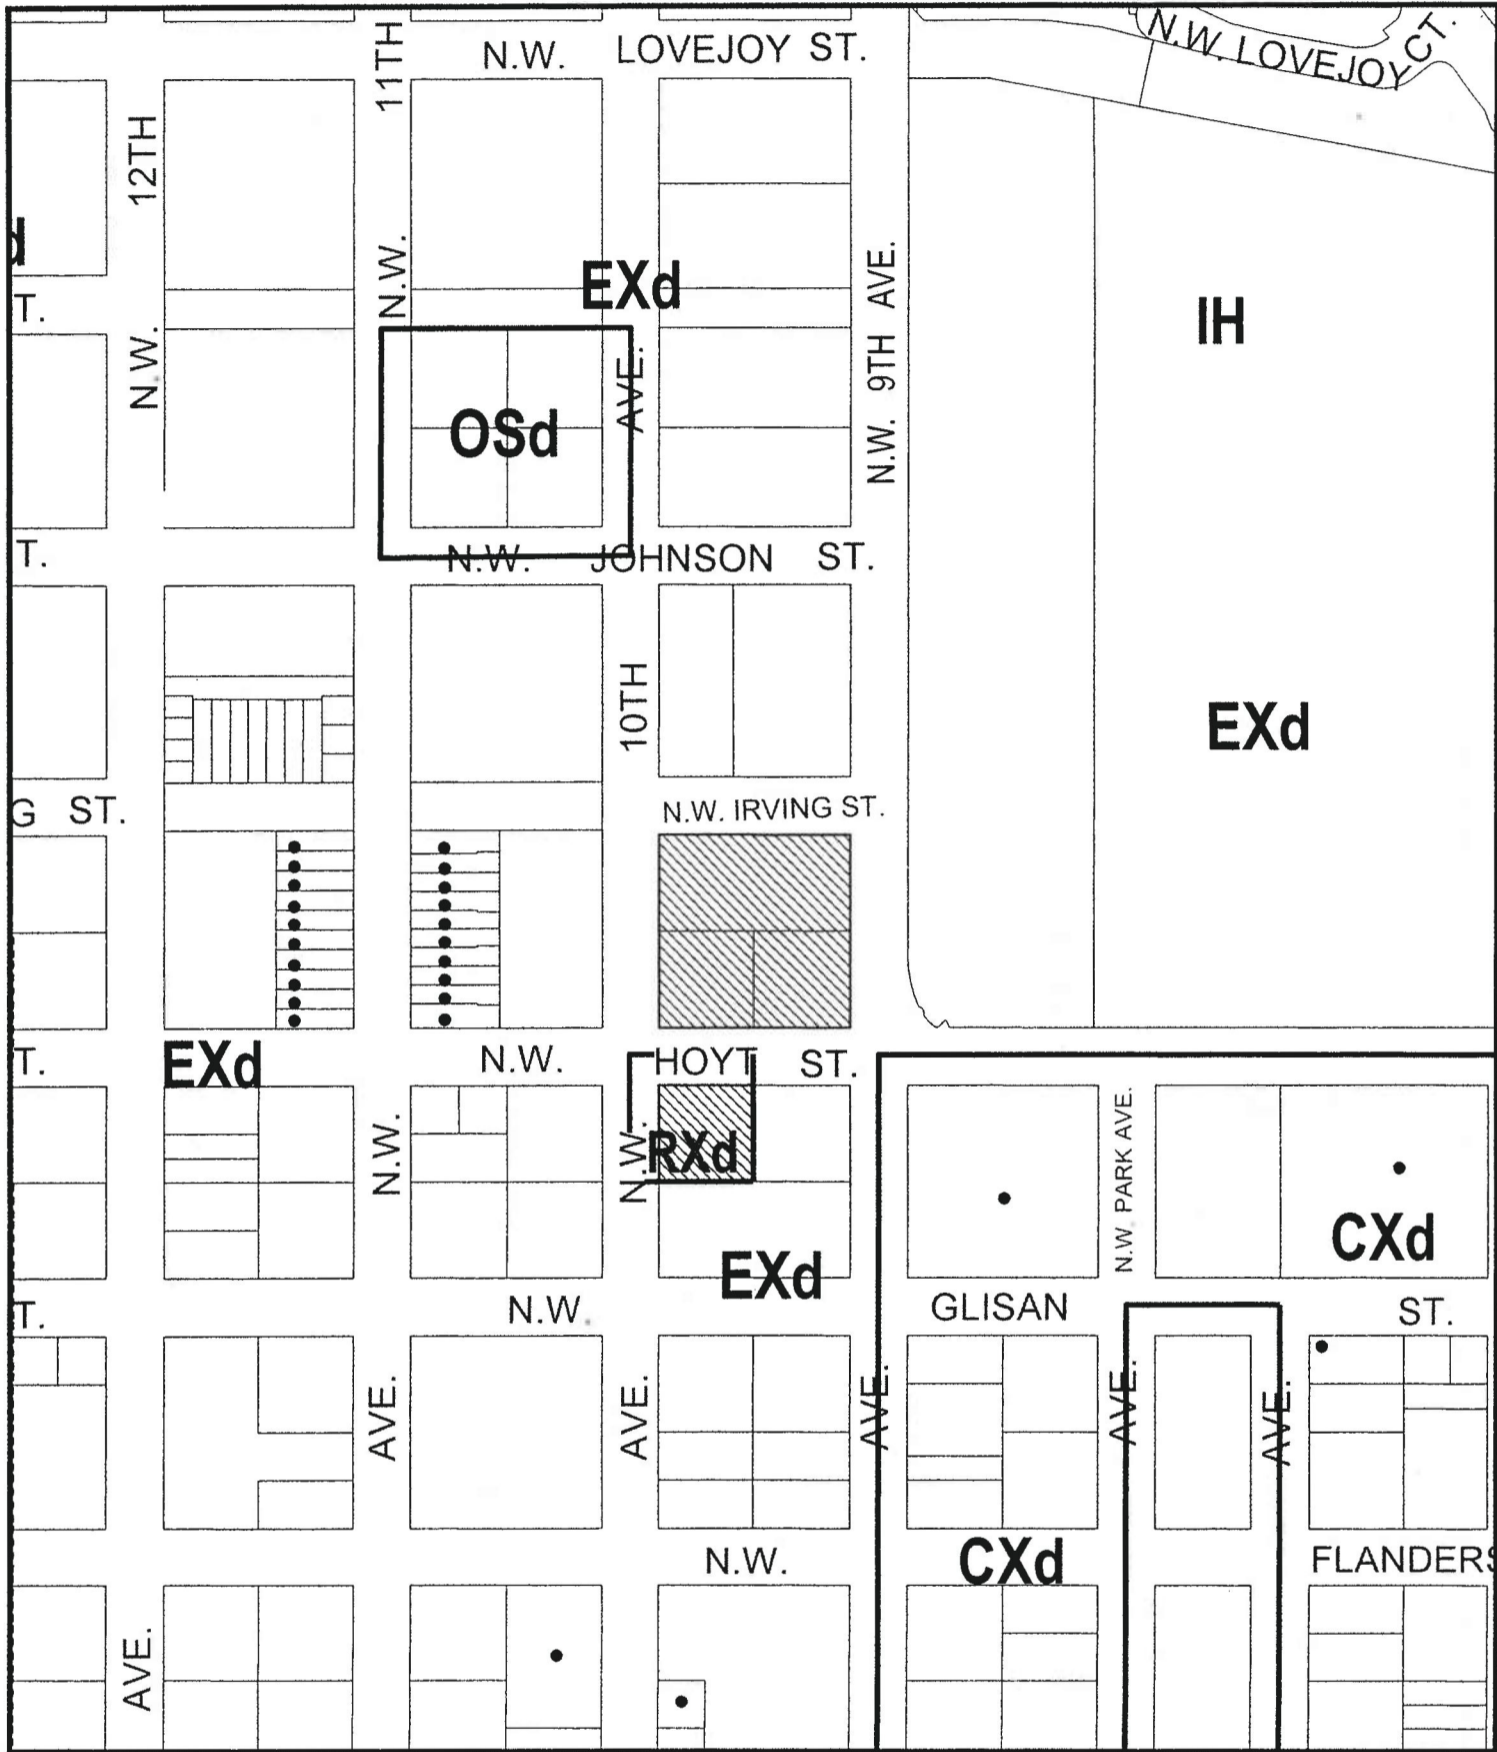 N.W. LOVEJOY ST.
N.W. LOVEJOY CT.
12TH
11TH
d
N.W.
EXd
N.W. 9TH AVE.
IH
T.
N.W.
AVE.
OSd
T.
N.W. JOHNSON ST.
10TH
EXd
G ST.
N.W. IRVING ST.
T.
EXd
N.W. HOYT ST.
N.W.
N.W.
RXd
N.W. PARK AVE.
CXd
EXd
T.
N.W. GLISAN ST.
AVE.
AVE.
AVE.
AVE.
AVE.
N.W. FLANDERS
CXd
AVE.